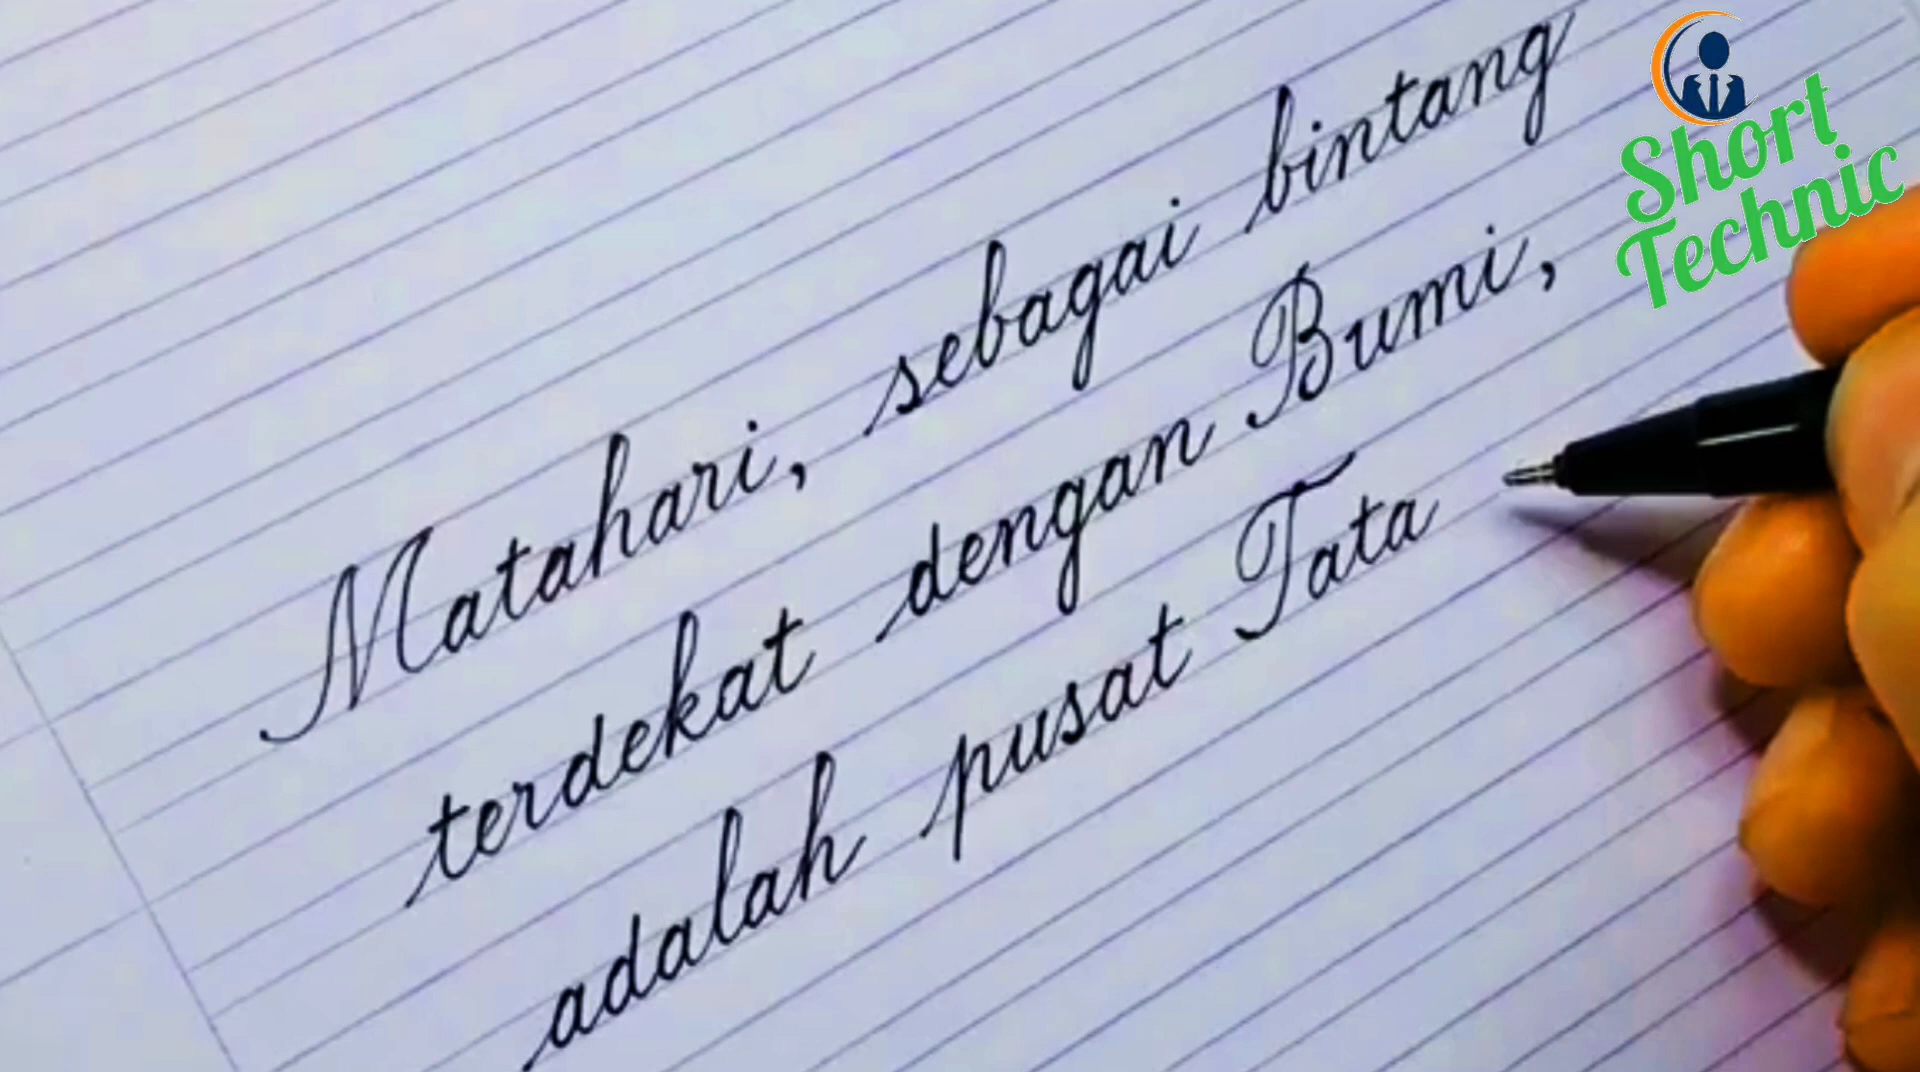 Matahari, sebagai bintang
terdekat dengan Bumi,
adalah pusat Tata
Short
Technic